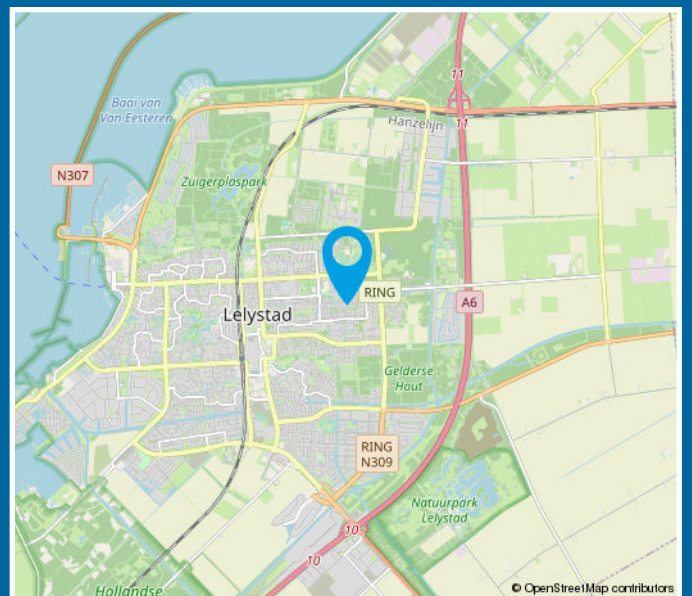 11
Baai van
Van Eesteren
Hanzelijn
11
N307
Zuigerplaspark
RING
A6
Lelystad
Gelderse
Hout
RING
N309
Natuurpark
Lelystad
10
10
Hollandse
© OpenStreetMap contributors